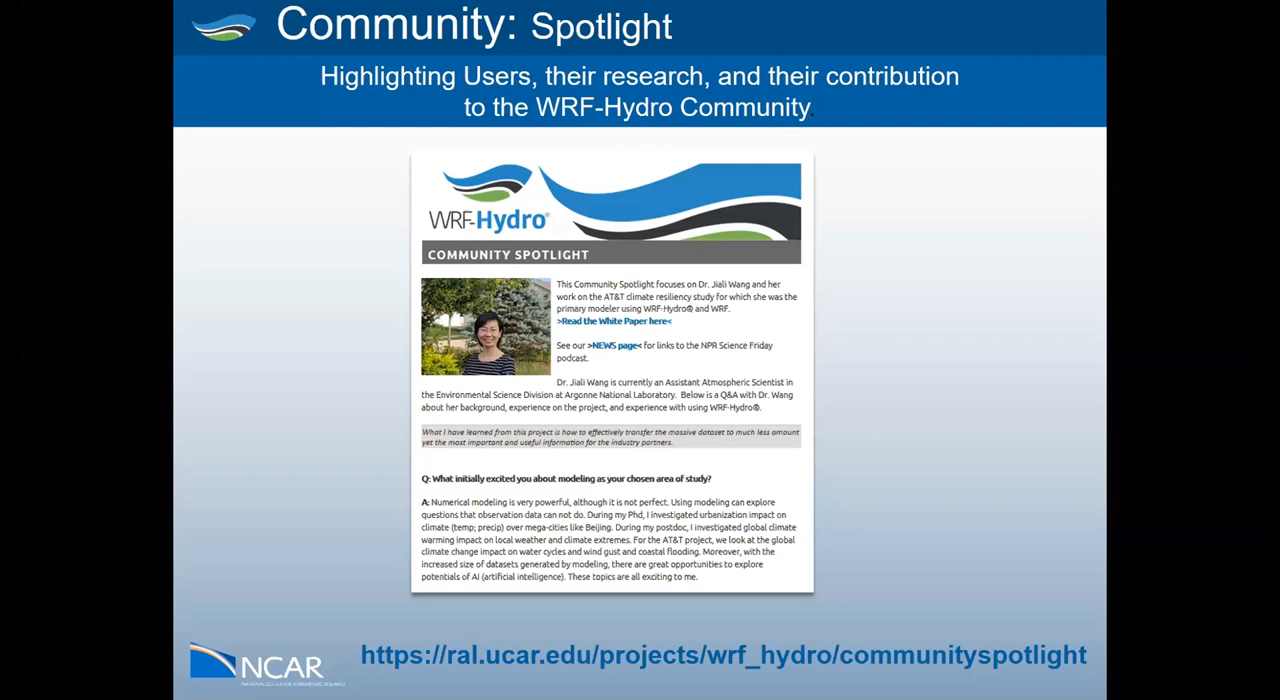 Community: Spotlight
Highlighting Users, their research, and their contribution
to the WRF-Hydro Community.
WRF-Hydro®
COMMUNITY SPOTLIGHT
This Community Spotlight focuses on Dr. Jiali Wang and her
work on the AT&T climate resiliency study for which she was the
primary modeler using WRF-Hydro® and WRF.
>Read the White Paper here<
See our >NEWS page< for links to the NPR Science Friday
podcast.
Dr. Jiali Wang is currently an Assistant Atmospheric Scientist in
the Environmental Science Division at Argonne National Laboratory. Below is a Q&A with Dr. Wang
about her background, experience on the project, and experience with using WRF-Hydro®.
What I have learned from this project is how to effectively transfer the massive dataset to much less amount
yet the most important and useful information for the industry partners.
Q: What initially excited you about modeling as your chosen area of study?
A: Numerical modeling is very powerful, although it is not perfect. Using modeling can explore
questions that observation data can not do. During my Phd, I investigated urbanization impact on
climate (temp; precip) over mega-cities like Beijing. During my postdoc, I investigated global climate
warming impact on local weather and climate extremes. For the AT&T project, we look at the global
climate change impact on water cycles and wind gust and coastal flooding. Moreover, with the
increased size of datasets generated by modeling, there are great opportunities to explore
potentials of AI (artificial intelligence). These topics are all exciting to me.
NCAR
https://ral.ucar.edu/projects/wrf_hydro/communityspotlight